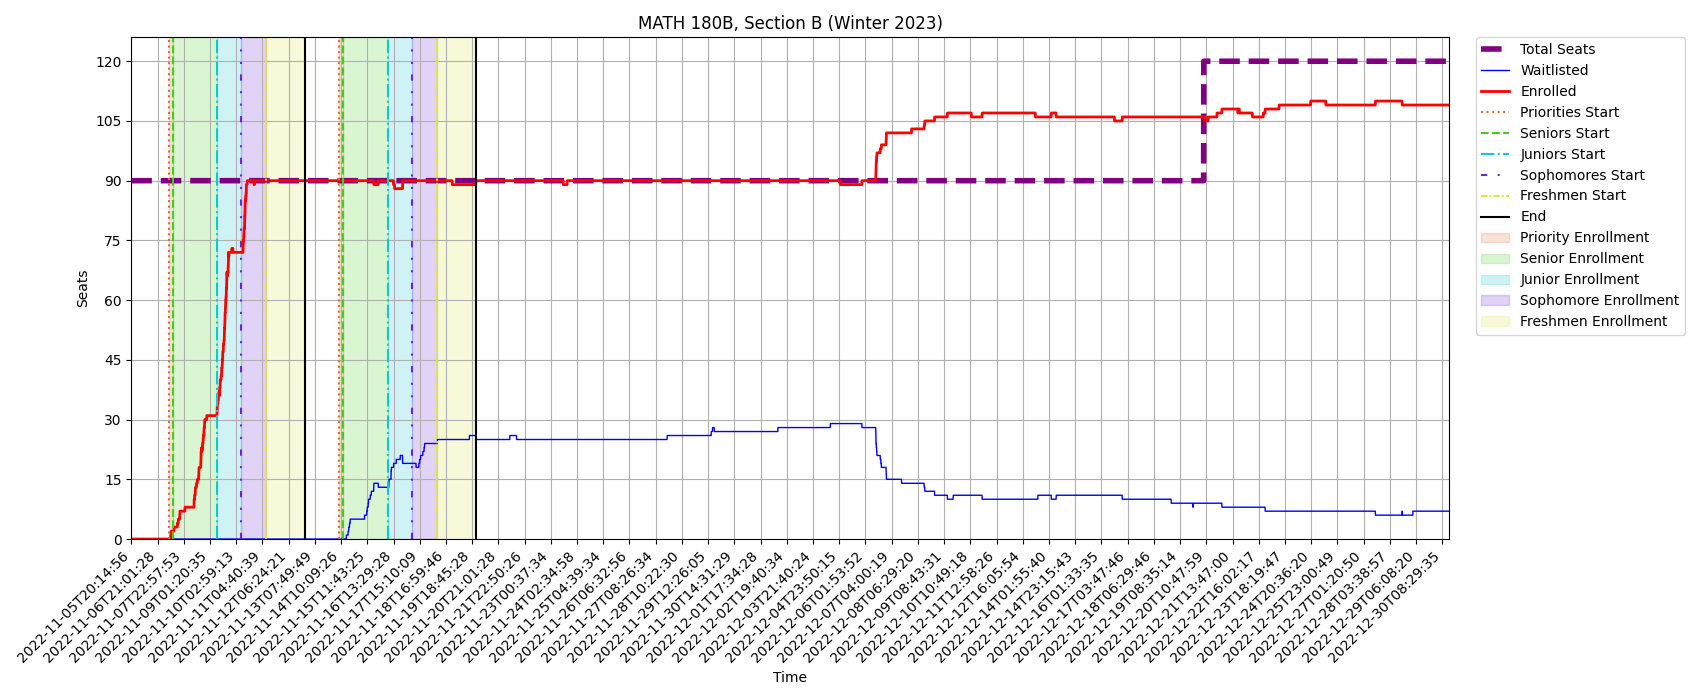 MATH 180B, Section B (Winter 2023)
Seats
120
105
90
75
60
45
30
15
0
2022-11-05T20:14:56
2022-11-06T21:01:28
2022-11-07T22:57:53
2022-11-09T01:20:35
2022-11-10T02:59:13
2022-11-11T04:40:39
2022-11-12T06:24:21
2022-11-13T07:49:49
2022-11-14T10:09:26
2022-11-15T11:43:25
2022-11-16T13:29:28
2022-11-17T15:10:09
2022-11-18T16:59:46
2022-11-19T18:45:28
2022-11-20T21:01:28
2022-11-21T22:50:26
2022-11-23T00:37:34
2022-11-24T02:34:58
2022-11-25T04:39:34
2022-11-26T06:32:56
2022-11-27T08:26:34
2022-11-28T10:22:30
2022-11-29T12:26:05
2022-11-30T14:31:29
2022-12-01T17:34:28
2022-12-02T19:40:34
2022-12-03T21:40:24
2022-12-04T23:50:15
2022-12-06T01:53:52
2022-12-07T04:00:19
2022-12-08T06:29:20
2022-12-09T08:43:31
2022-12-10T10:49:18
2022-12-11T12:58:26
2022-12-12T16:05:54
2022-12-14T01:55:40
2022-12-14T23:15:43
2022-12-16T01:33:35
2022-12-17T03:47:46
2022-12-18T06:29:46
2022-12-19T08:35:14
2022-12-20T10:47:59
2022-12-21T13:47:00
2022-12-22T16:02:17
2022-12-23T18:19:47
2022-12-24T20:36:20
2022-12-25T23:00:49
2022-12-27T01:20:50
2022-12-28T03:38:57
2022-12-29T06:08:20
2022-12-30T08:29:35
Time
Total Seats
Waitlisted
Enrolled
Priorities Start
Seniors Start
Juniors Start
Sophomores Start
Freshmen Start
End
Priority Enrollment
Senior Enrollment
Junior Enrollment
Sophomore Enrollment
Freshmen Enrollment